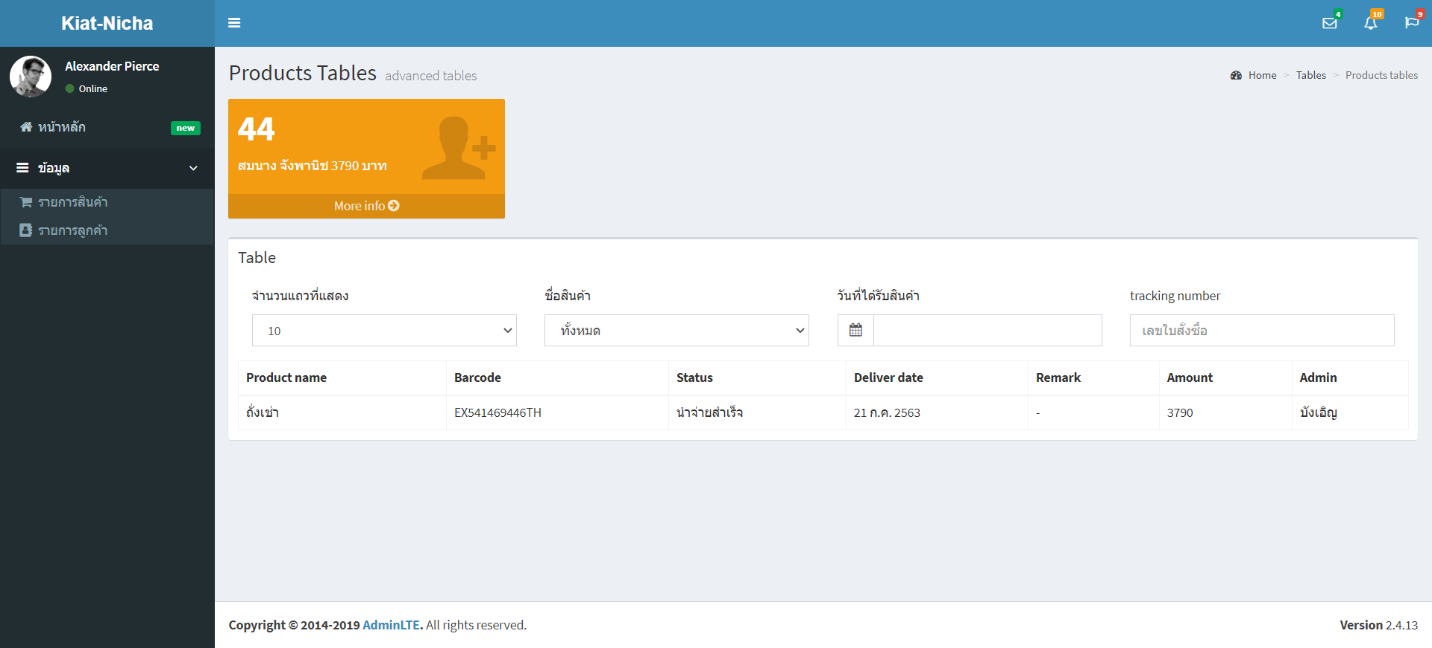 Kiat-Nicha
4
10
9
Alexander Pierce
Online
หน้าหลัก new
ข้อมูล
รายการสินค้า
รายการลูกค้า
Products Tables advanced tables
Home > Tables > Products tables
44
สมนาง จังพานิช 3790 บาท
More info
Table
จำนวนแถวที่แสดง ชื่อสินค้า วันที่ได้รับสินค้า tracking number
10 ทั้งหมด เลขใบสั่งซื้อ
Product name Barcode Status Deliver date Remark Amount Admin
ถั่งเช่า EX541469446TH นำจ่ายสำเร็จ 21 ก.ค. 2563 - 3790 บังเอิญ
Copyright © 2014-2019 AdminLTE. All rights reserved. Version 2.4.13